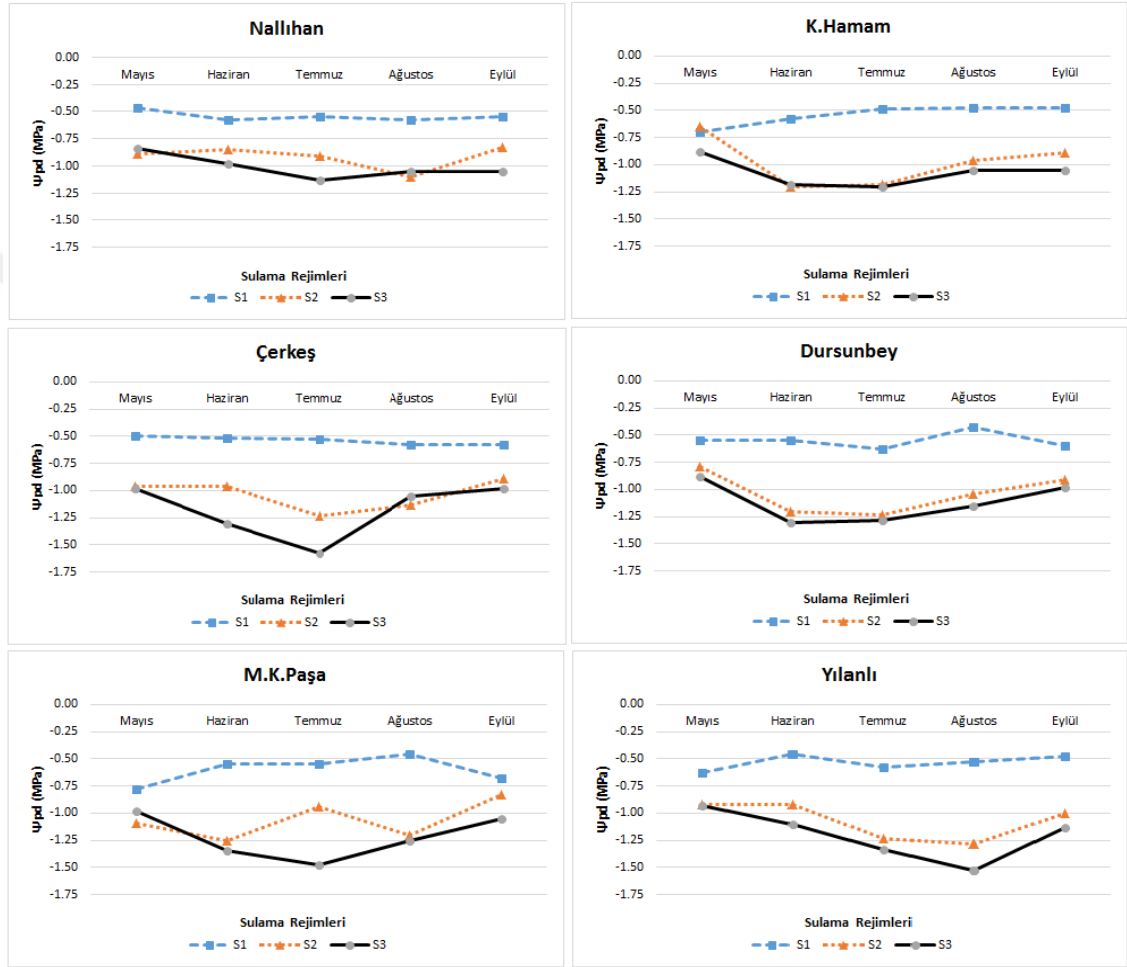 Nallıhan
0.00
Mayıs Haziran Temmuz Ağustos Eylül
-0.25
-0.50
-0.75
-1.00
-1.25
-1.50
-1.75
Ψpd (MPa)
Sulama Rejimleri
S1 S2 S3
K.Hamam
0.00
Mayıs Haziran Temmuz Ağustos Eylül
-0.25
-0.50
-0.75
-1.00
-1.25
-1.50
-1.75
Ψpd (MPa)
Sulama Rejimleri
S1 S2 S3
Çerkeş
0.00
Mayıs Haziran Temmuz Ağustos Eylül
-0.25
-0.50
-0.75
-1.00
-1.25
-1.50
-1.75
Ψpd (MPa)
Sulama Rejimleri
S1 S2 S3
Dursunbey
0.00
Mayıs Haziran Temmuz Ağustos Eylül
-0.25
-0.50
-0.75
-1.00
-1.25
-1.50
-1.75
Ψpd (MPa)
Sulama Rejimleri
S1 S2 S3
M.K.Paşa
0.00
Mayıs Haziran Temmuz Ağustos Eylül
-0.25
-0.50
-0.75
-1.00
-1.25
-1.50
-1.75
Ψpd (MPa)
Sulama Rejimleri
S1 S2 S3
Yılanlı
0.00
Mayıs Haziran Temmuz Ağustos Eylül
-0.25
-0.50
-0.75
-1.00
-1.25
-1.50
-1.75
Ψpd (MPa)
Sulama Rejimleri
S1 S2 S3